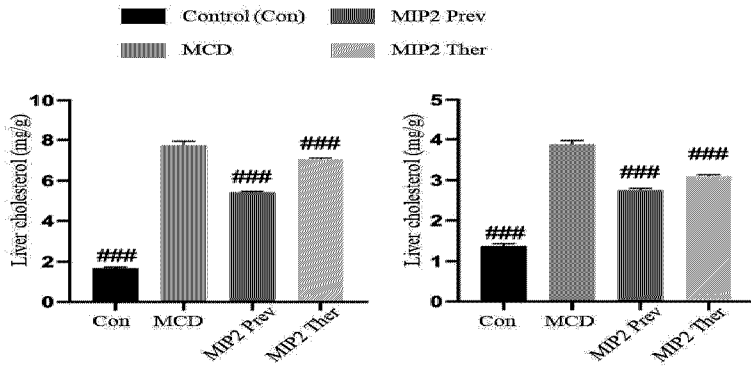 Control (Con)
MIP2 Prev
MCD
MIP2 Ther
Liver cholesterol (mg/g)
10
8
6
4
2
0
###
###
###
Con
MCD
MIP2 Prev
MIP2 Ther
Liver cholesterol (mg/g)
5
4
3
2
1
0
###
###
###
Con
MCD
MIP2 Prev
MIP2 Ther